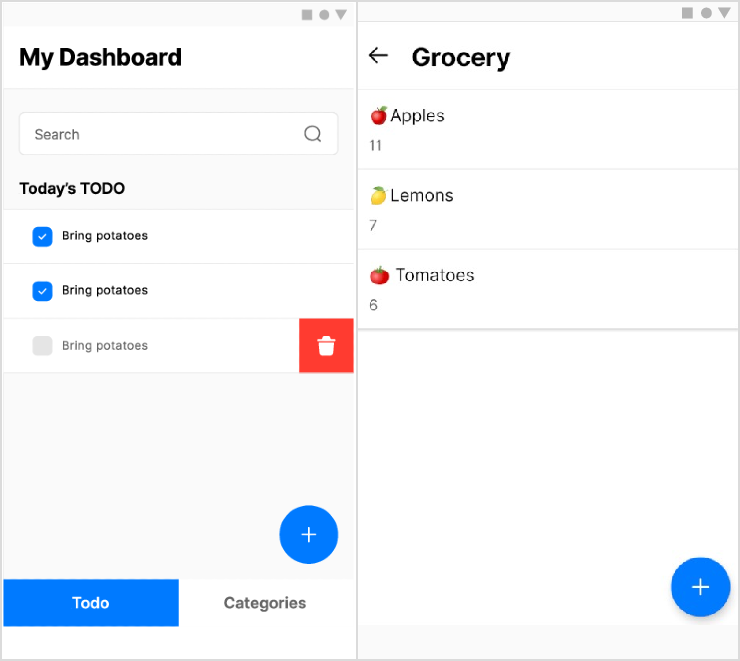 My Dashboard
Search
Today's TODO
Bring potatoes
Bring potatoes
Bring potatoes
Todo
Categories
Grocery
Apples
11
Lemons
7
Tomatoes
6